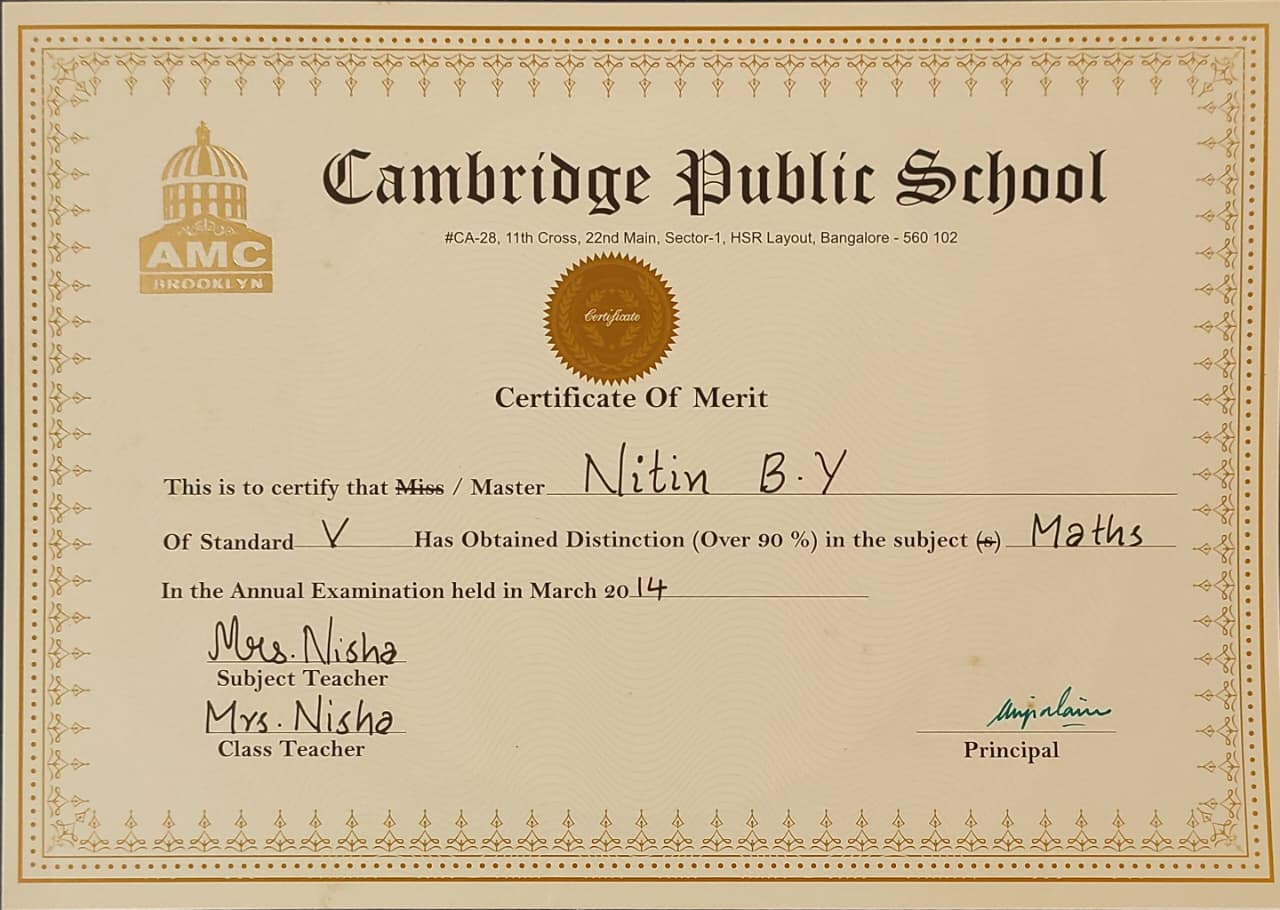 Cambridge Public School
#CA-28, 11th Cross, 22nd Main, Sector-1, HSR Layout, Bangalore - 560 102
AMC
BROOKLYN
Certificate
Certificate Of Merit
This is to certify that Miss / Master Nitin B.Y
Of Standard V Has Obtained Distinction (Over 90 %) in the subject (s) Maths
In the Annual Examination held in March 2014
Mrs. Nisha
Subject Teacher
Mrs. Nisha
Class Teacher
Principal